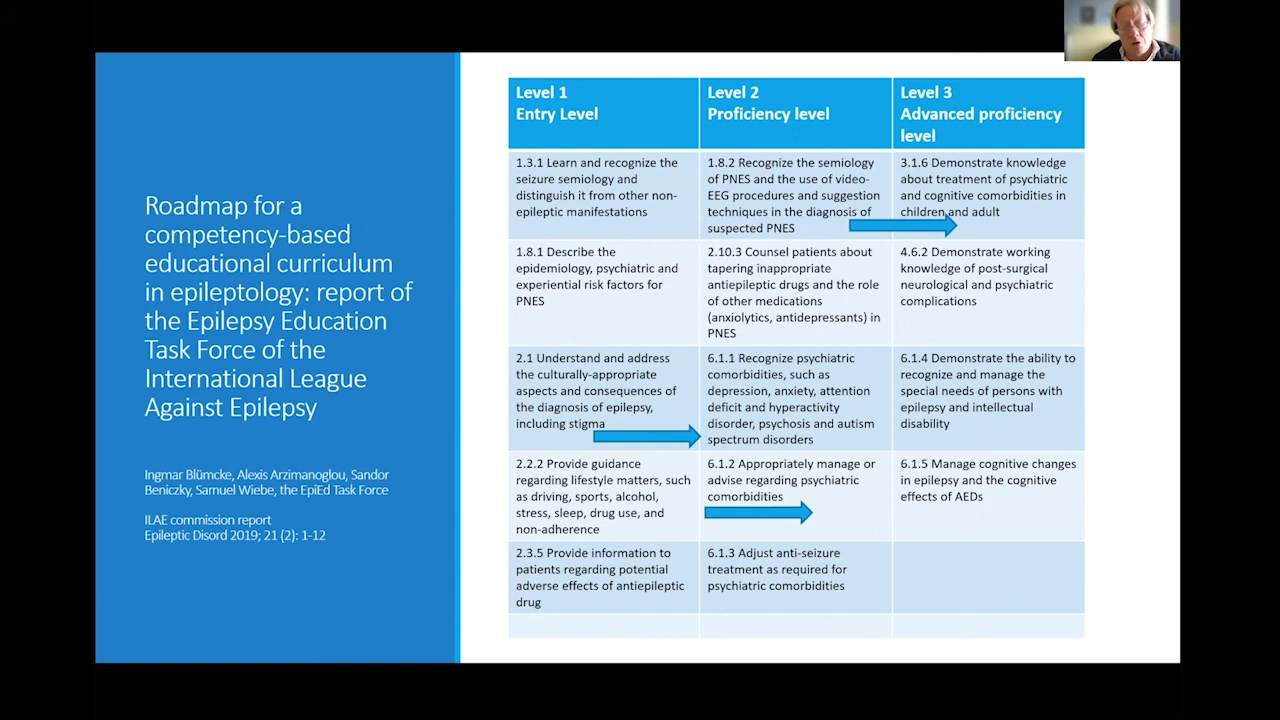 Roadmap for a
competency-based
educational curriculum
in epileptology: report of
the Epilepsy Education
Task Force of the
International League
Against Epilepsy
Ingmar Blümcke, Alexis Arzimanoglou, Sandor
Beniczky, Samuel Wiebe, the EpiEd Task Force
ILAE commission report
Epileptic Disord 2019; 21 (2): 1-12
Level 1
Entry Level
Level 2
Proficiency level
Level 3
Advanced proficiency
level
1.3.1 Learn and recognize the
seizure semiology and
distinguish it from other non-
epileptic manifestations
1.8.2 Recognize the semiology
of PNES and the use of video-
EEG procedures and suggestion
techniques in the diagnosis of
suspected PNES
3.1.6 Demonstrate knowledge
about treatment of psychiatric
and cognitive comorbidities in
children and adult
1.8.1 Describe the
epidemiology, psychiatric and
experiential risk factors for
PNES
2.10.3 Counsel patients about
tapering inappropriate
antiepileptic drugs and the role
of other medications
(anxiolytics, antidepressants) in
PNES
4.6.2 Demonstrate working
knowledge of post-surgical
neurological and psychiatric
complications
2.1 Understand and address
the culturally-appropriate
aspects and consequences of
the diagnosis of epilepsy,
including stigma
6.1.1 Recognize psychiatric
comorbidities, such as
depression, anxiety, attention
deficit and hyperactivity
disorder, psychosis and autism
spectrum disorders
6.1.4 Demonstrate the ability to
recognize and manage the
special needs of persons with
epilepsy and intellectual
disability
2.2.2 Provide guidance
regarding lifestyle matters, such
as driving, sports, alcohol,
stress, sleep, drug use, and
non-adherence
6.1.2 Appropriately manage or
advise regarding psychiatric
comorbidities
6.1.5 Manage cognitive changes
in epilepsy and the cognitive
effects of AEDs
2.3.5 Provide information to
patients regarding potential
adverse effects of antiepileptic
drug
6.1.3 Adjust anti-seizure
treatment as required for
psychiatric comorbidities